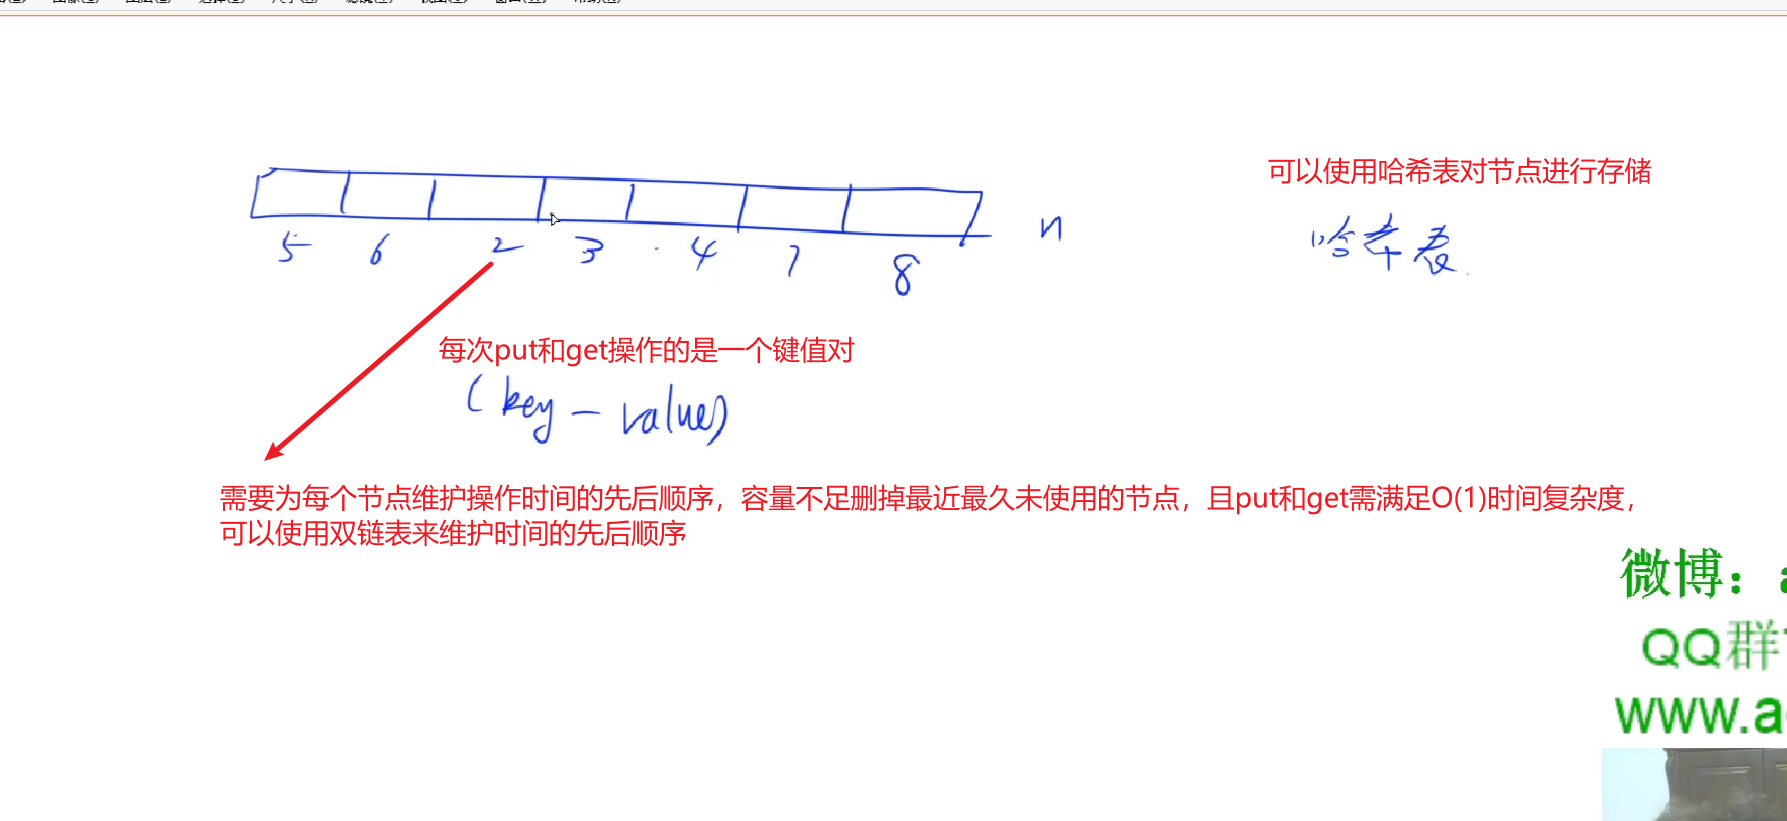 可以使用哈希表对节点进行存储
n
哈希表
5 6 2 3 4 7 8
每次put和get操作的是一个键值对
(key - value)
需要为每个节点维护操作时间的先后顺序，容量不足删掉最近最久未使用的节点，且put和get需满足O(1)时间复杂度，
可以使用双链表来维护时间的先后顺序
微博：a
QQ群
www.a